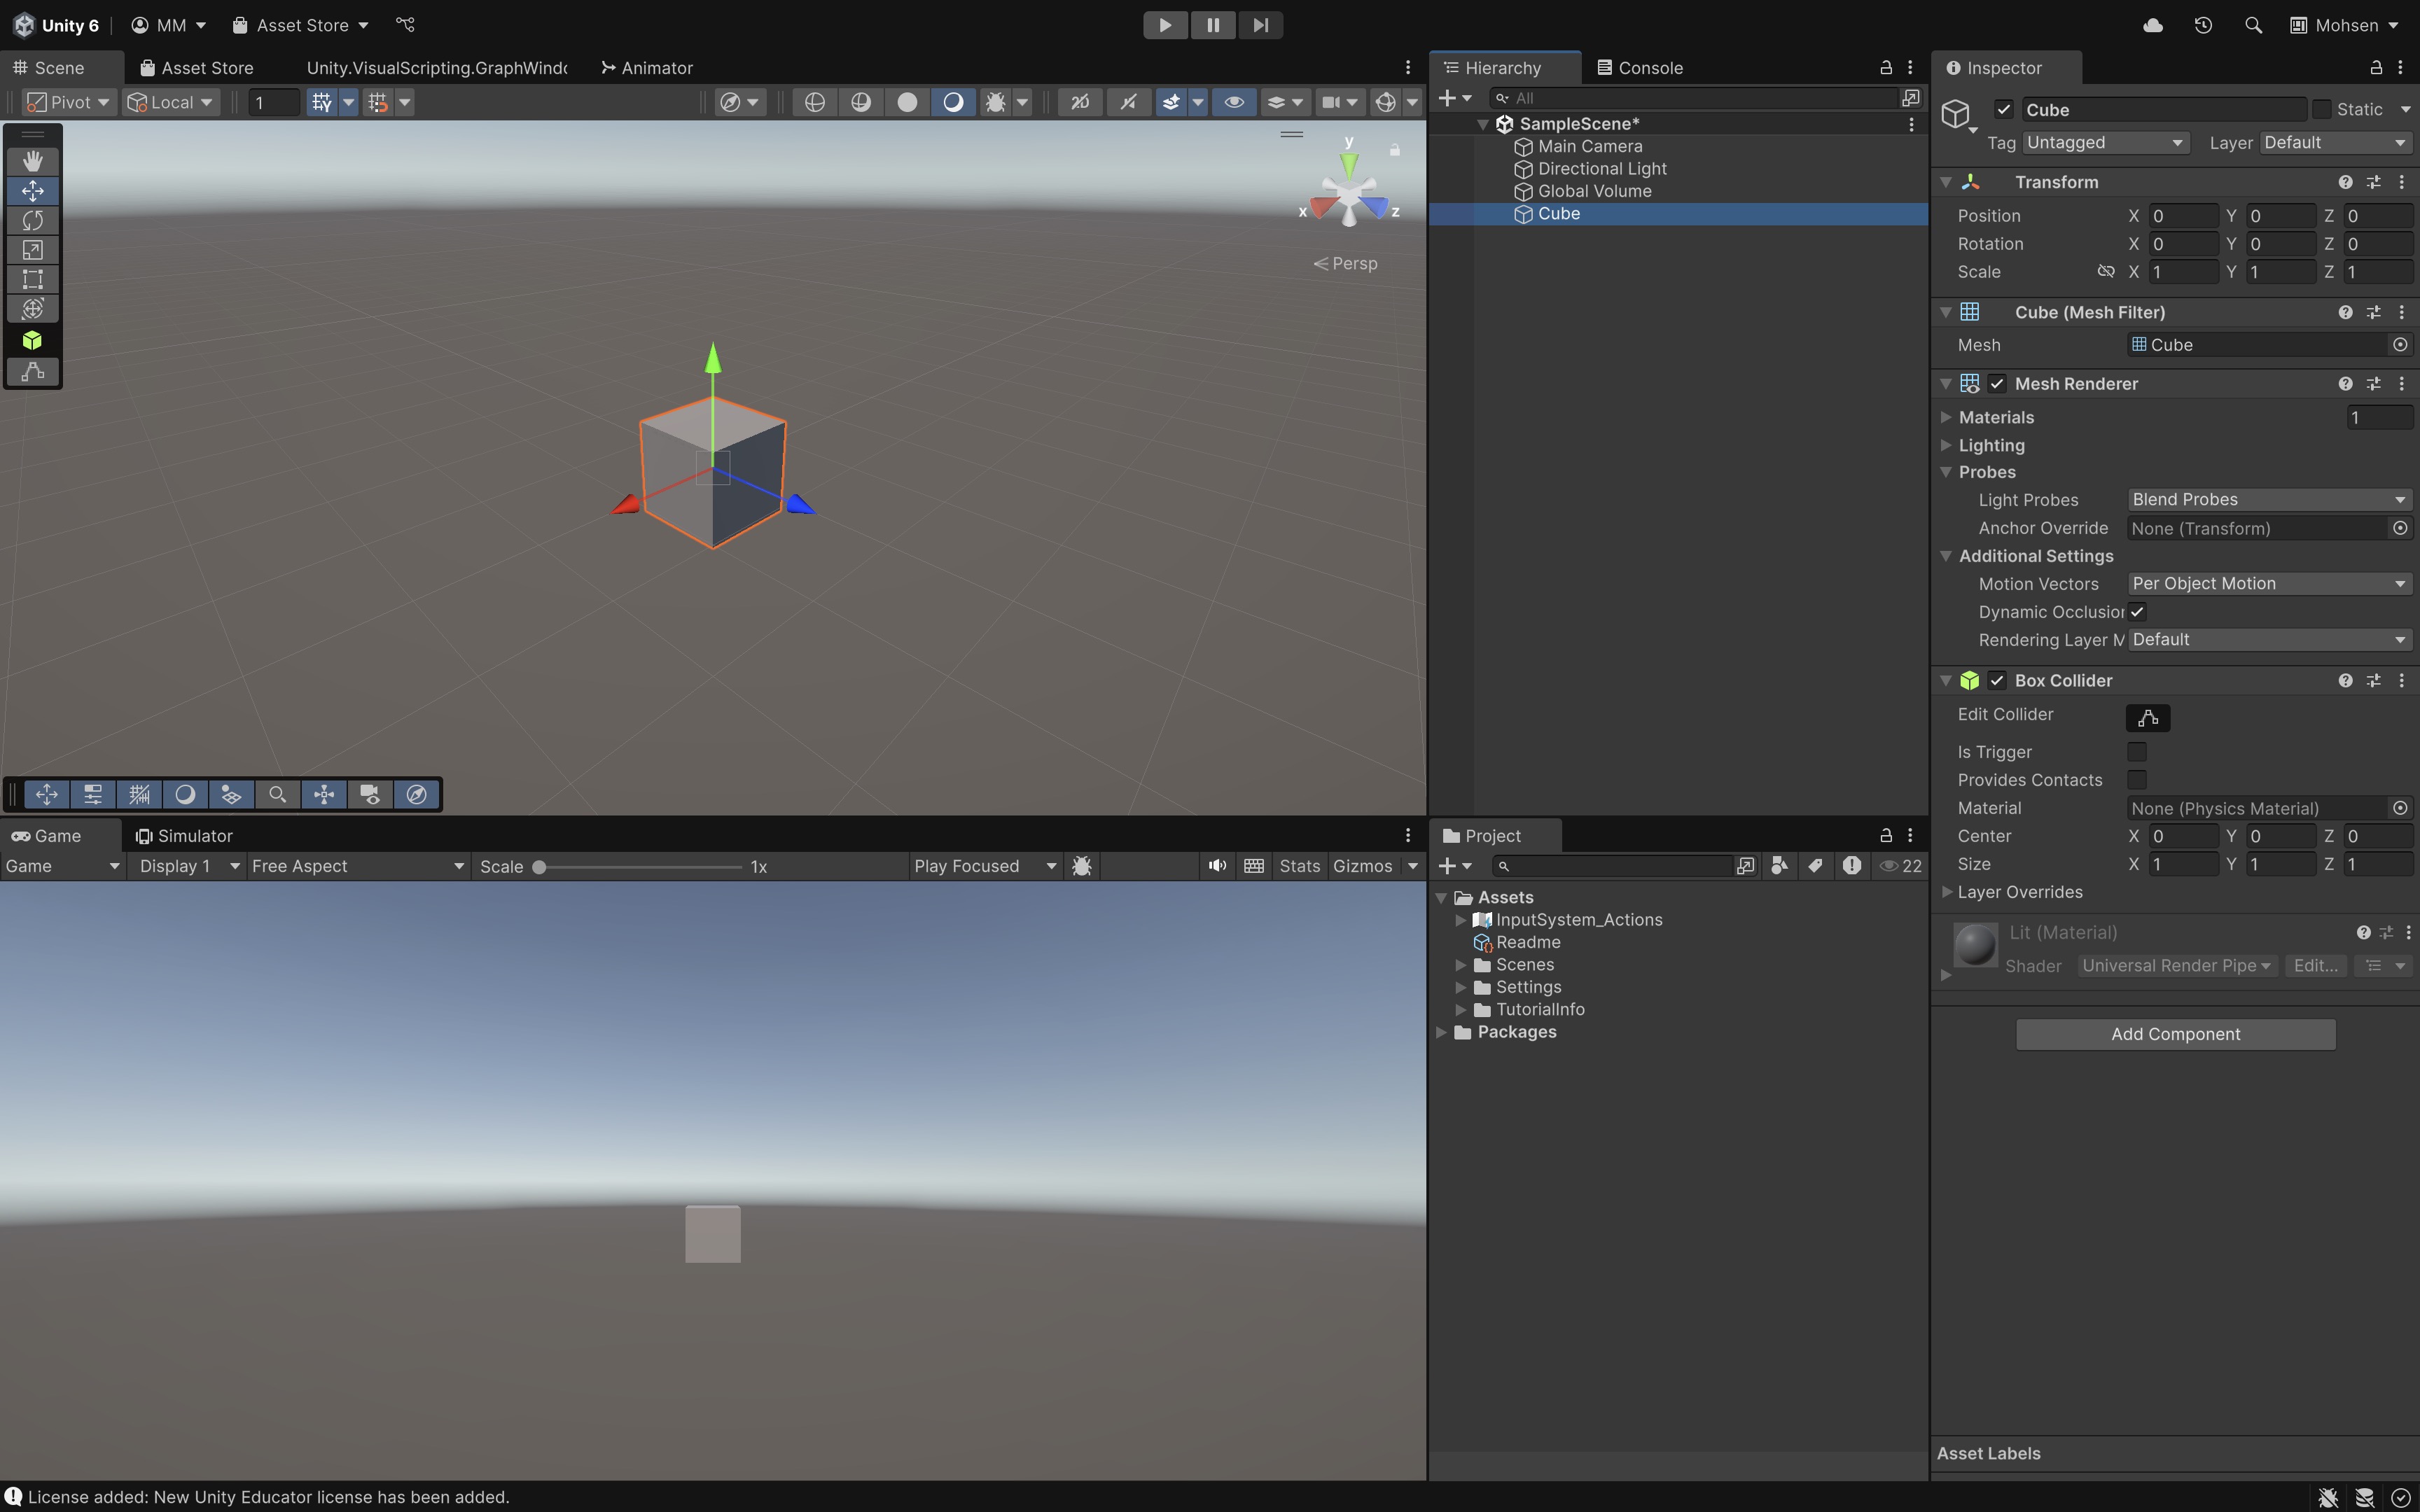 Unity 6 MM Asset Store Mohsen
Scene Asset Store Unity.VisualScripting.GraphWind Animator
Pivot Local 1 2D
y
x z
Persp
Hierarchy Console
All
SampleScene*
Main Camera
Directional Light
Global Volume
Cube
Inspector
Cube Static
Tag Untagged Layer Default
Transform
Position X 0 Y 0 Z 0
Rotation X 0 Y 0 Z 0
Scale X 1 Y 1 Z 1
Cube (Mesh Filter)
Mesh Cube
Mesh Renderer
Materials 1
Lighting
Probes
Light Probes Blend Probes
Anchor Override None (Transform)
Additional Settings
Motion Vectors Per Object Motion
Dynamic Occlusion
Rendering Layer M Default
Box Collider
Edit Collider
Is Trigger
Provides Contacts
Material None (Physics Material)
Center X 0 Y 0 Z 0
Size X 1 Y 1 Z 1
Layer Overrides
Lit (Material)
Shader Universal Render Pipe Edit...
Add Component
Asset Labels
Game Simulator
Game Display 1 Free Aspect Scale 1x Play Focused Stats Gizmos
Project
22
Assets
InputSystem_Actions
Readme
Scenes
Settings
TutorialInfo
Packages
License added: New Unity Educator license has been added.